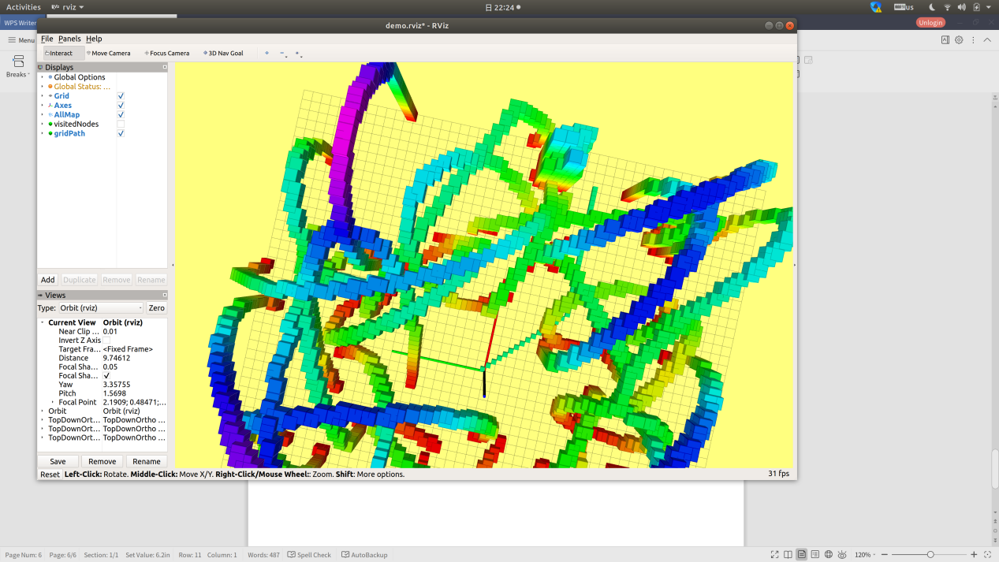 Activities rviz 日 22:24 us
WPS Writer Unlogin
demo.rviz* - RViz
Menu
File Panels Help
Interact Move Camera Focus Camera 3D Nav Goal
Breaks
Displays
Global Options
Global Status: ...
Grid
Axes
AllMap
visitedNodes
gridPath
Add Duplicate Remove Rename
Views
Type: Orbit (rviz) Zero
Current View Orbit (rviz)
Near Clip ... 0.01
Invert Z Axis
Target Fra... <Fixed Frame>
Distance 9.74612
Focal Sha... 0.05
Focal Sha...
Yaw 3.35755
Pitch 1.5698
Focal Point 2.1909; 0.48471;...
Orbit Orbit (rviz)
TopDownOrt... TopDownOrtho ...
TopDownOrt... TopDownOrtho ...
TopDownOrt... TopDownOrtho ...
Save Remove Rename
Reset Left-Click: Rotate. Middle-Click: Move X/Y. Right-Click/Mouse Wheel:: Zoom. Shift: More options. 31 fps
Page Num: 6 Page: 6/6 Section: 1/1 Set Value: 6.2in Row: 11 Column: 1 Words: 487 Spell Check AutoBackup 120%